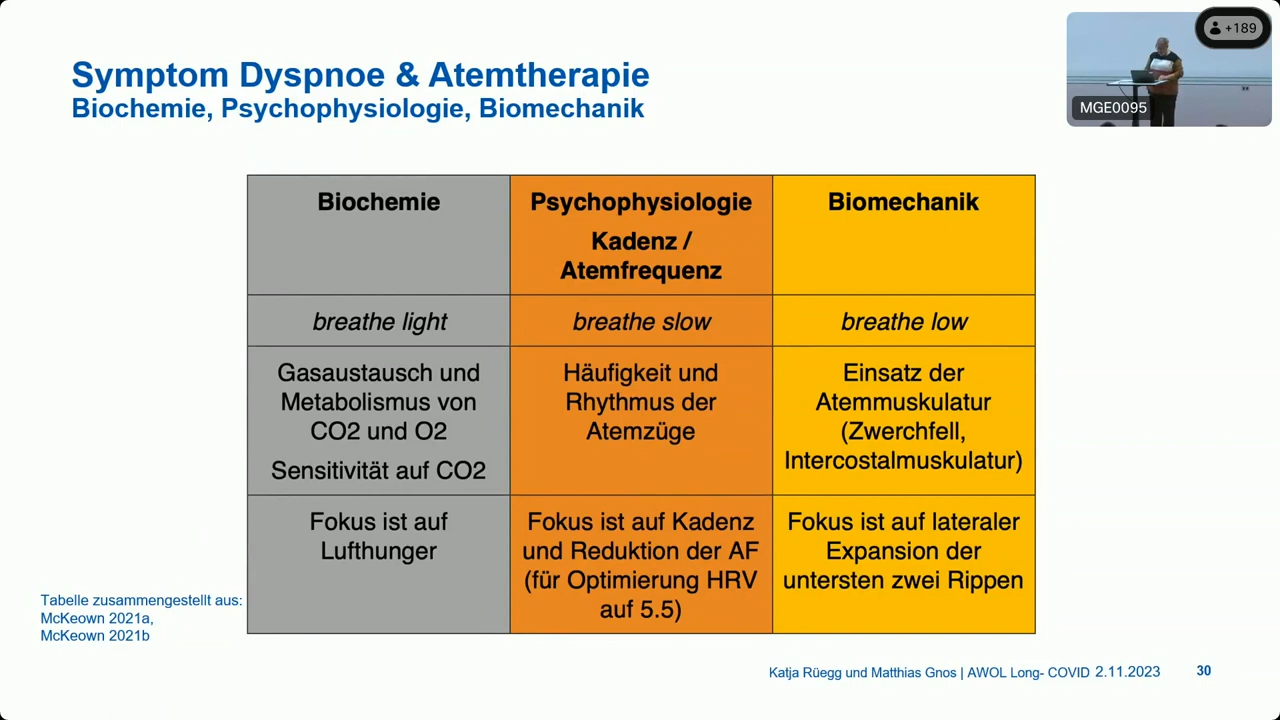 Symptom Dyspnoe & Atemtherapie
Biochemie, Psychophysiologie, Biomechanik
+189
MGE0095
Biochemie
Psychophysiologie
Kadenz /
Atemfrequenz
Biomechanik
breathe light
breathe slow
breathe low
Gasaustausch und
Metabolismus von
CO2 und O2
Sensitivität auf CO2
Häufigkeit und
Rhythmus der
Atemzüge
Einsatz der
Atemmuskulatur
(Zwerchfell,
Intercostalmuskulatur)
Fokus ist auf
Lufthunger
Fokus ist auf Kadenz
und Reduktion der AF
(für Optimierung HRV
auf 5.5)
Fokus ist auf lateraler
Expansion der
untersten zwei Rippen
Tabelle zusammengestellt aus:
McKeown 2021a,
McKeown 2021b
Katja Rüegg und Matthias Gnos | AWOL Long- COVID 2.11.2023 30